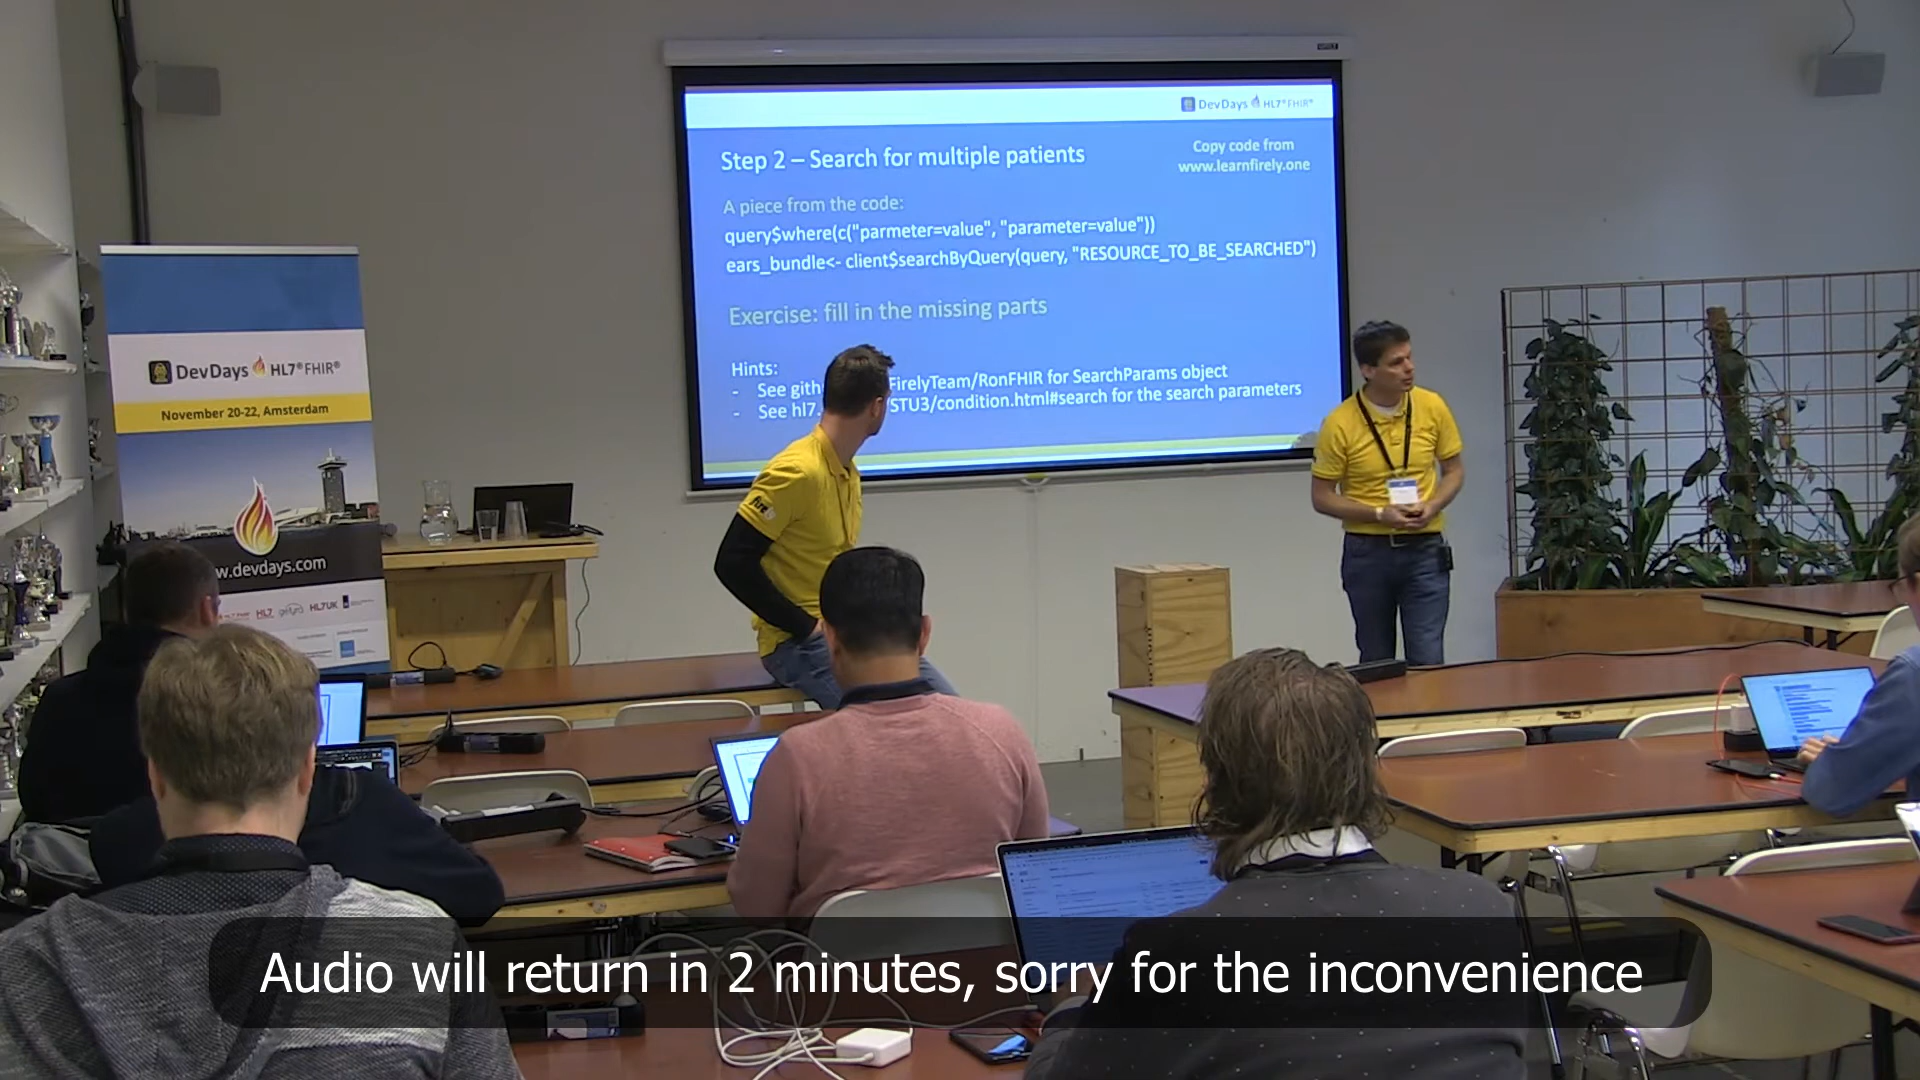 DevDays HL7® FHIR®
Step 2 – Search for multiple patients
Copy code from
www.learnfirely.one
A piece from the code:
query$where(c("parmeter=value", "parameter=value"))
ears_bundle<- client$searchByQuery(query, "RESOURCE_TO_BE_SEARCHED")
Exercise: fill in the missing parts
Hints:
- See gith FirelyTeam/RonFHIR for SearchParams object
- See hl7. STU3/condition.html#search for the search parameters
DevDays HL7® FHIR®
November 20-22, Amsterdam
w.devdays.com
HL7 HL7UK
Audio will return in 2 minutes, sorry for the inconvenience